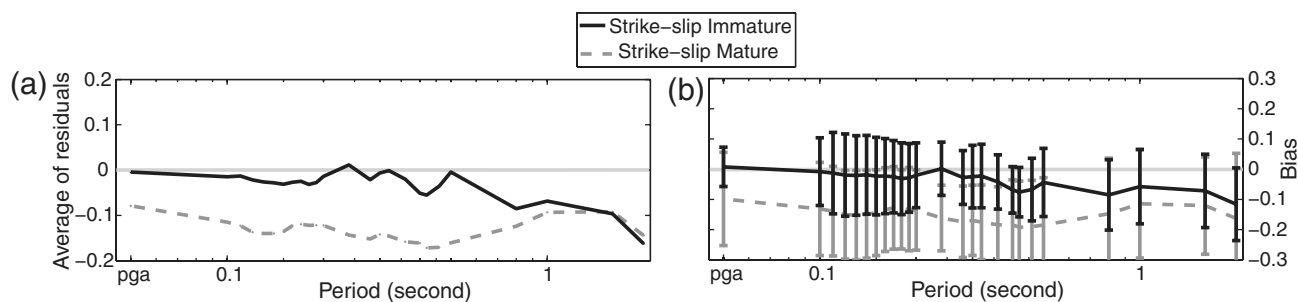 Strike-slip Immature
Strike-slip Mature
(a)
Average of residuals
0.2
0.1
0
-0.1
-0.2
pga
0.1
1
Period (second)
(b)
0.3
0.2
0.1
0
-0.1
-0.2
-0.3
Bias
pga
0.1
1
Period (second)